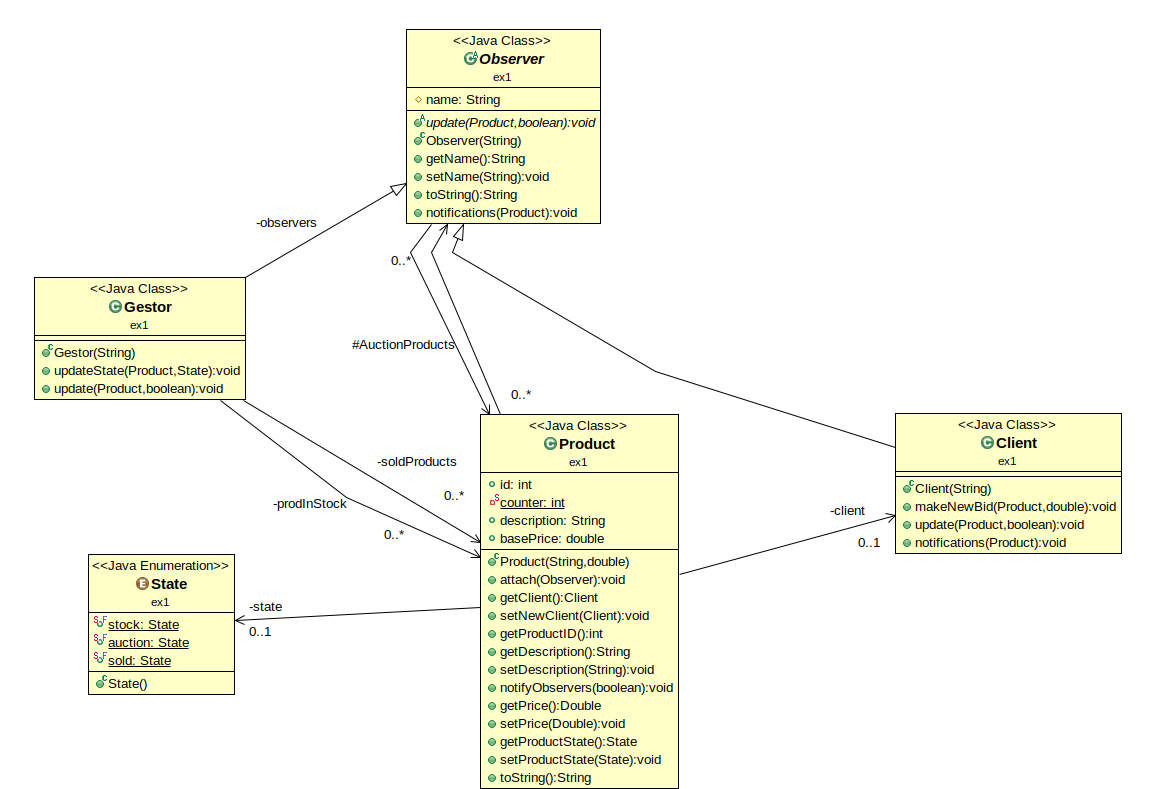 <<Java Class>>
Observer
ex1
name: String
update(Product,boolean):void
Observer(String)
getName():String
setName(String):void
toString():String
notifications(Product):void
-observers
0..*
<<Java Class>>
Gestor
ex1
Gestor(String)
updateState(Product,State):void
update(Product,boolean):void
#AuctionProducts
0..*
<<Java Class>>
Product
ex1
id: int
counter: int
description: String
basePrice: double
Product(String,double)
attach(Observer):void
getClient():Client
setNewClient(Client):void
getProductID():int
getDescription():String
setDescription(String):void
notifyObservers(boolean):void
getPrice():Double
setPrice(Double):void
getProductState():State
setProductState(State):void
toString():String
<<Java Class>>
Client
ex1
Client(String)
makeNewBid(Product,double):void
update(Product,boolean):void
notifications(Product):void
-soldProducts
0..*
-prodInStock
0..*
-client
0..1
<<Java Enumeration>>
State
ex1
stock: State
auction: State
sold: State
State()
-state
0..1